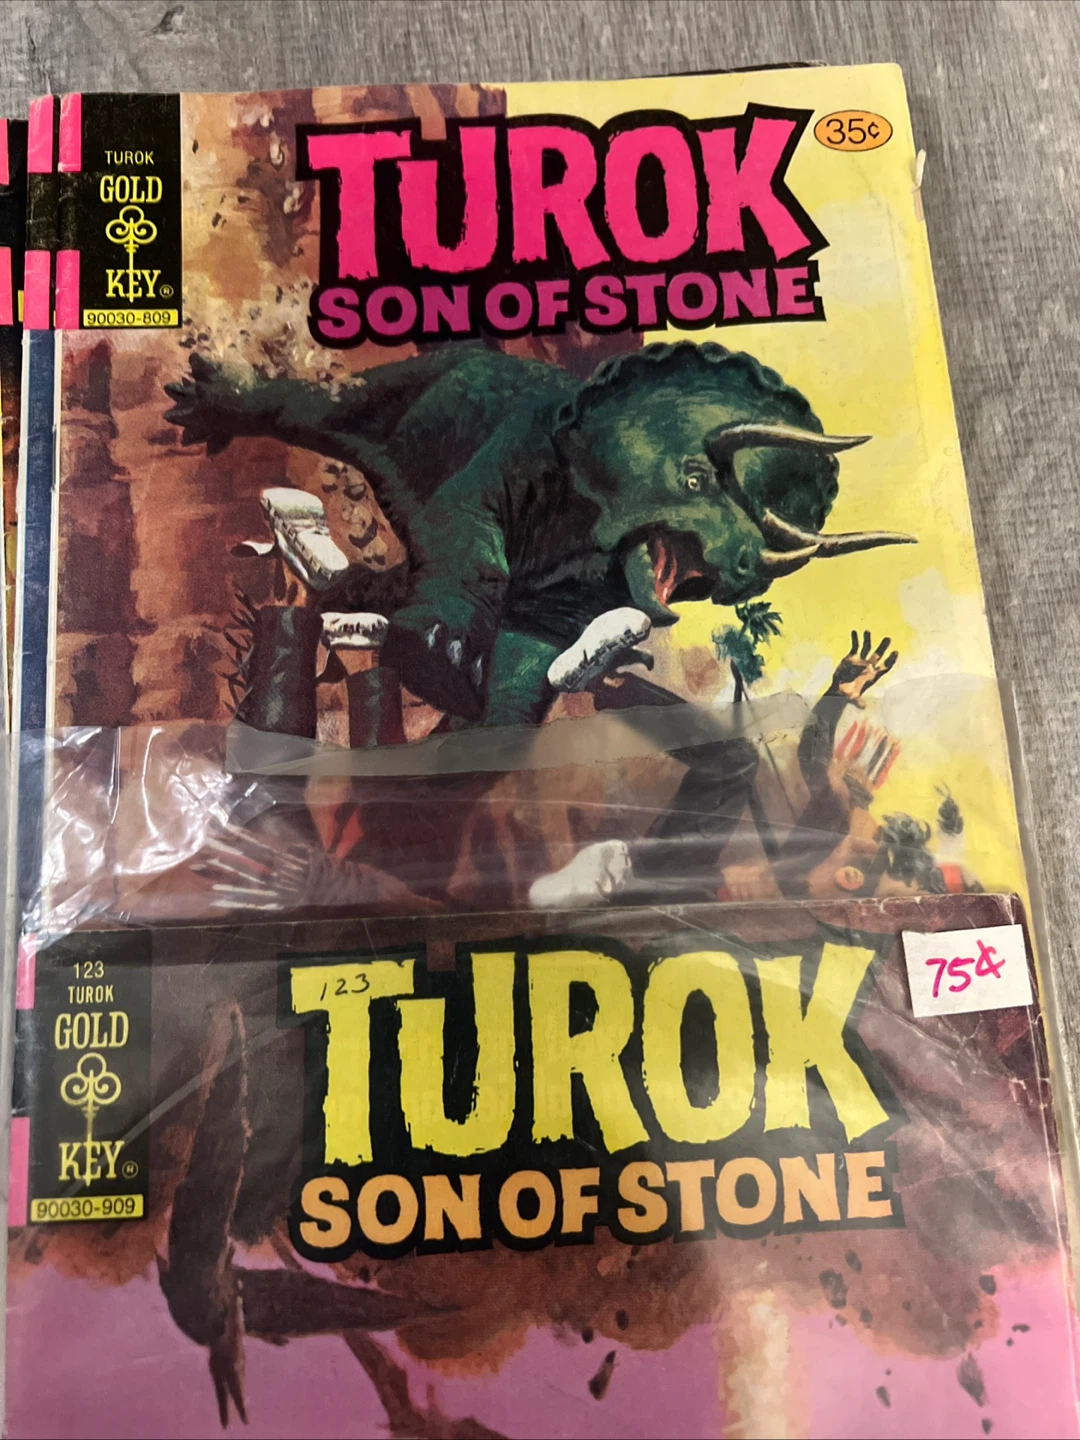 TUROK
GOLD
KEY®
90030-809
TUROK
SON OF STONE
35¢
123
TUROK
GOLD
KEY®
90030-909
123
TUROK
SON OF STONE
75¢